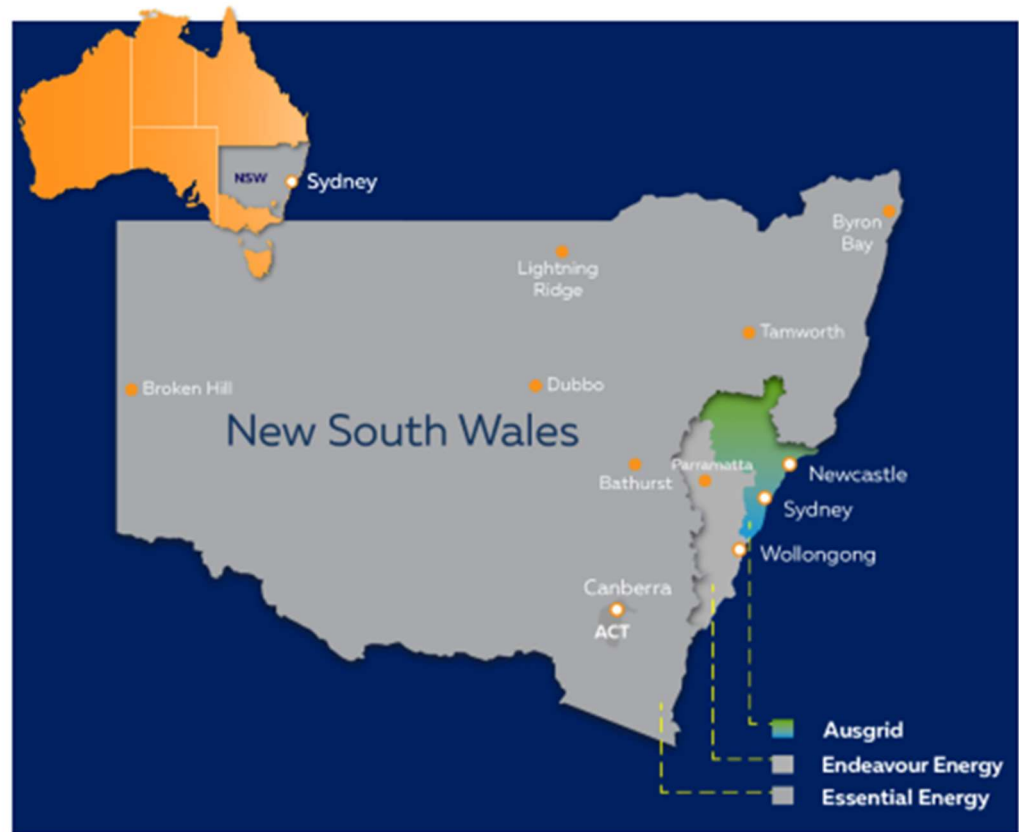 NSW
Sydney
Byron
Bay
Lightning
Ridge
Tamworth
Broken Hill
Dubbo
New South Wales
Parramatta
Bathurst
Newcastle
Sydney
Wollongong
Canberra
ACT
Ausgrid
Endeavour Energy
Essential Energy